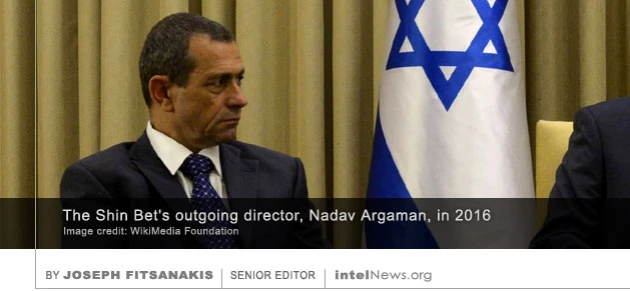 The Shin Bet's outgoing director, Nadav Argaman, in 2016
Image credit: WikiMedia Foundation
BY JOSEPH FITSANAKIS | SENIOR EDITOR | intelNews.org